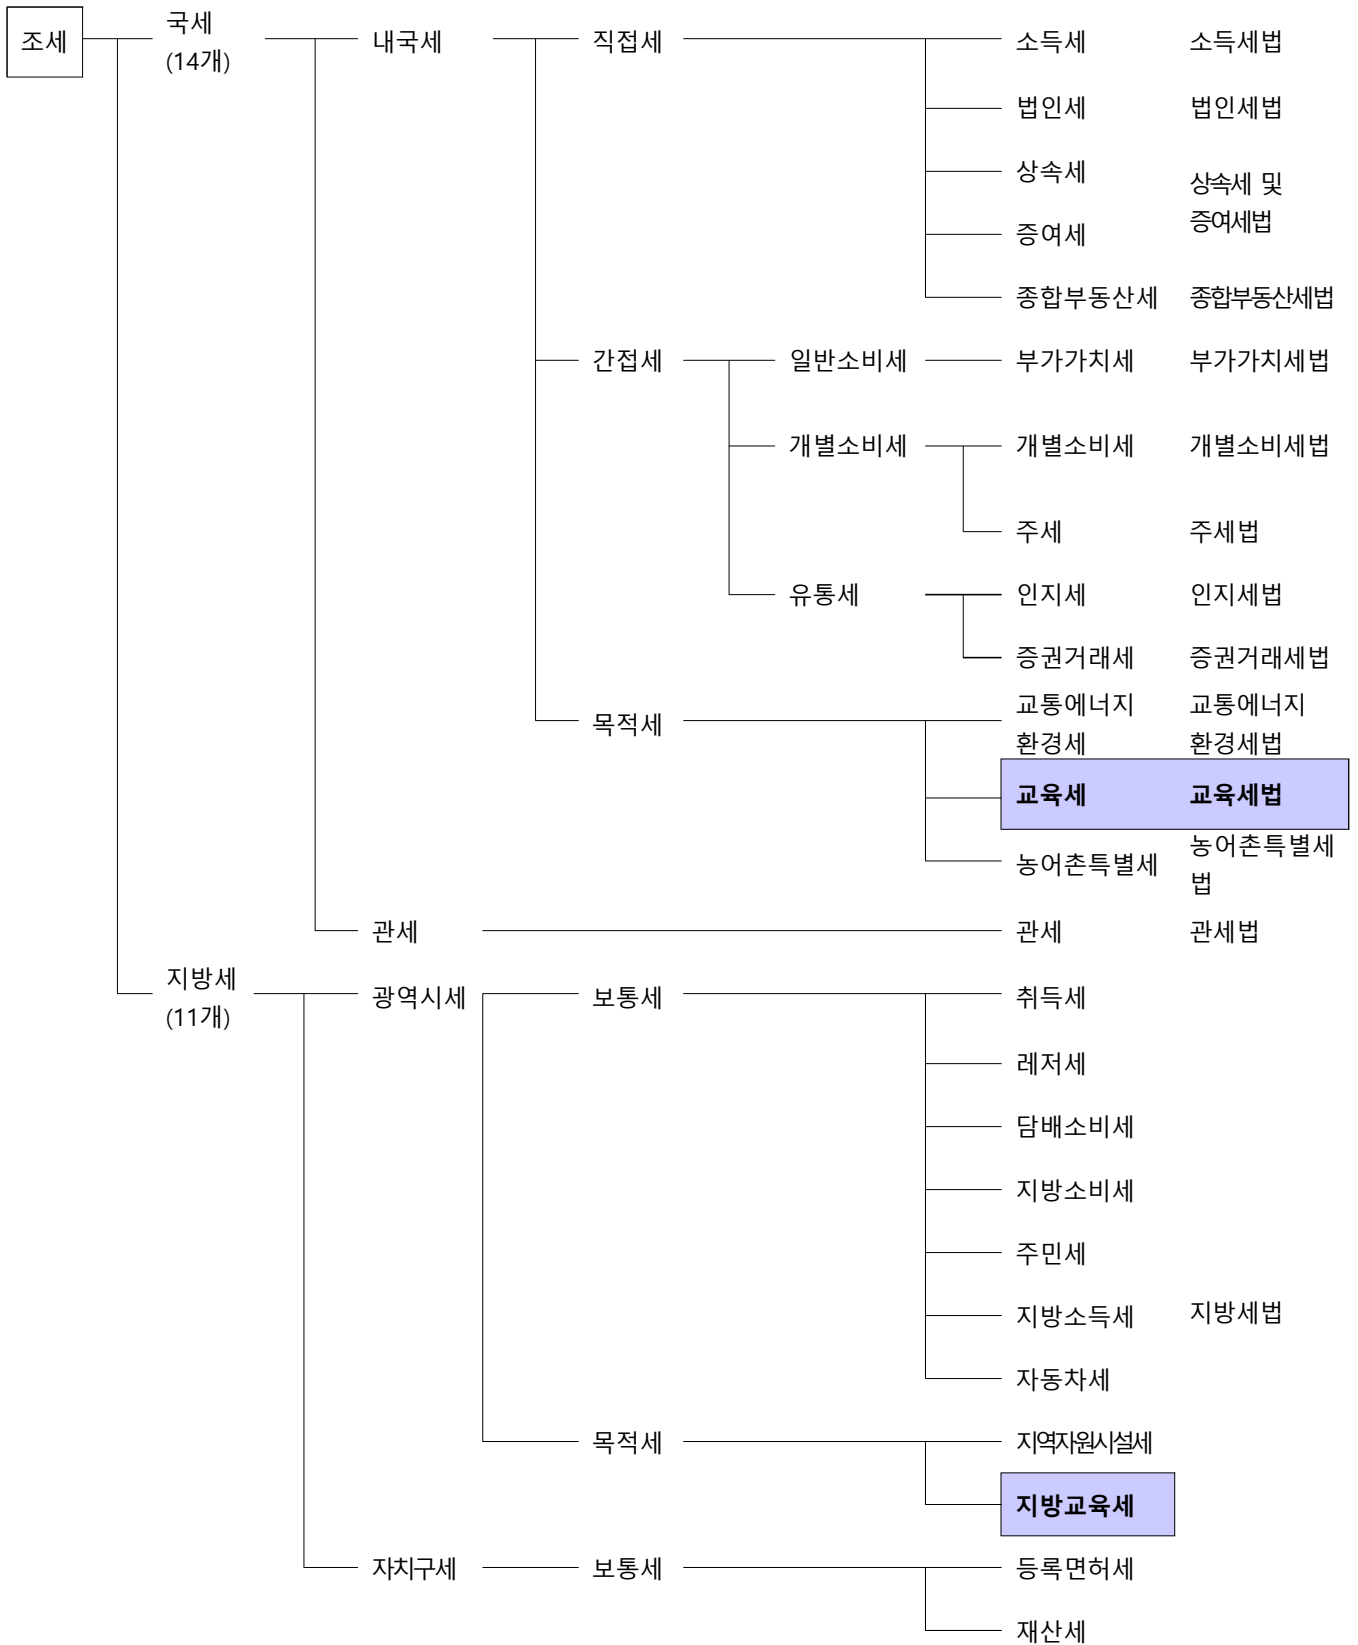 조세
국세
(14개)
내국세
직접세
소득세
소득세법
법인세
법인세법
상속세
상속세 및
증여세법
증여세
종합부동산세
종합부동산세법
간접세
일반소비세
부가가치세
부가가치세법
개별소비세
개별소비세
개별소비세법
주세
주세법
유통세
인지세
인지세법
증권거래세
증권거래세법
목적세
교통에너지
환경세
교통에너지
환경세법
교육세
교육세법
농어촌특별세
농어촌특별세
법
관세
관세
관세법
지방세
(11개)
광역시세
보통세
취득세
레저세
담배소비세
지방소비세
주민세
지방소득세
지방세법
자동차세
목적세
지역자원시설세
지방교육세
자치구세
보통세
등록면허세
재산세